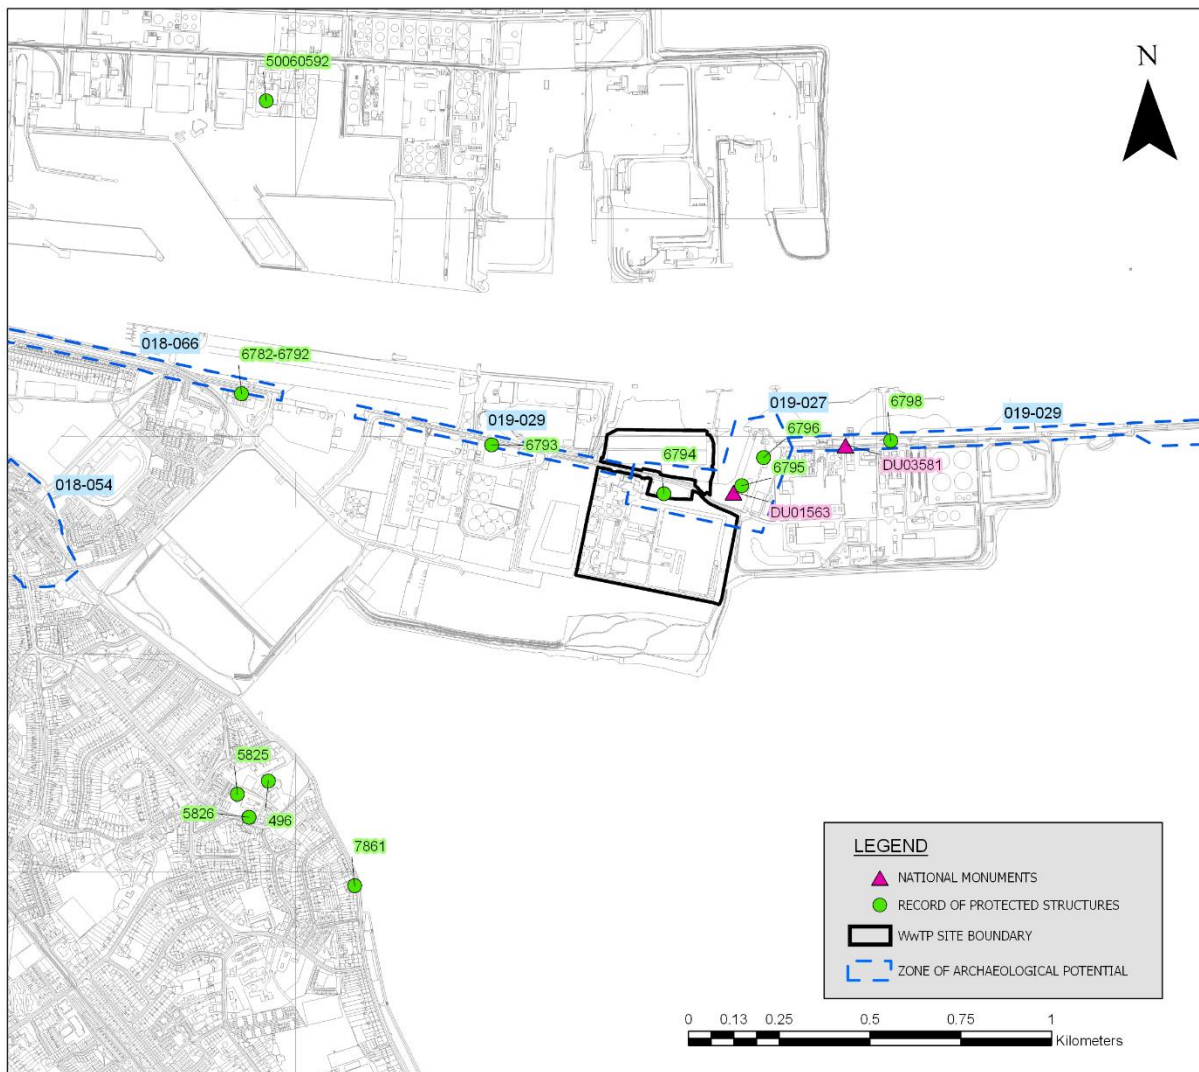 50060592
N
018-066
6782-6792
019-029
6793
6794
019-027
6796
6798
019-029
6795
DU03581
DU01563
018-054
5825
5826
496
7861
LEGEND
NATIONAL MONUMENTS
RECORD OF PROTECTED STRUCTURES
WwTP SITE BOUNDARY
ZONE OF ARCHAEOLOGICAL POTENTIAL
0 0.13 0.25 0.5 0.75 1
Kilometers